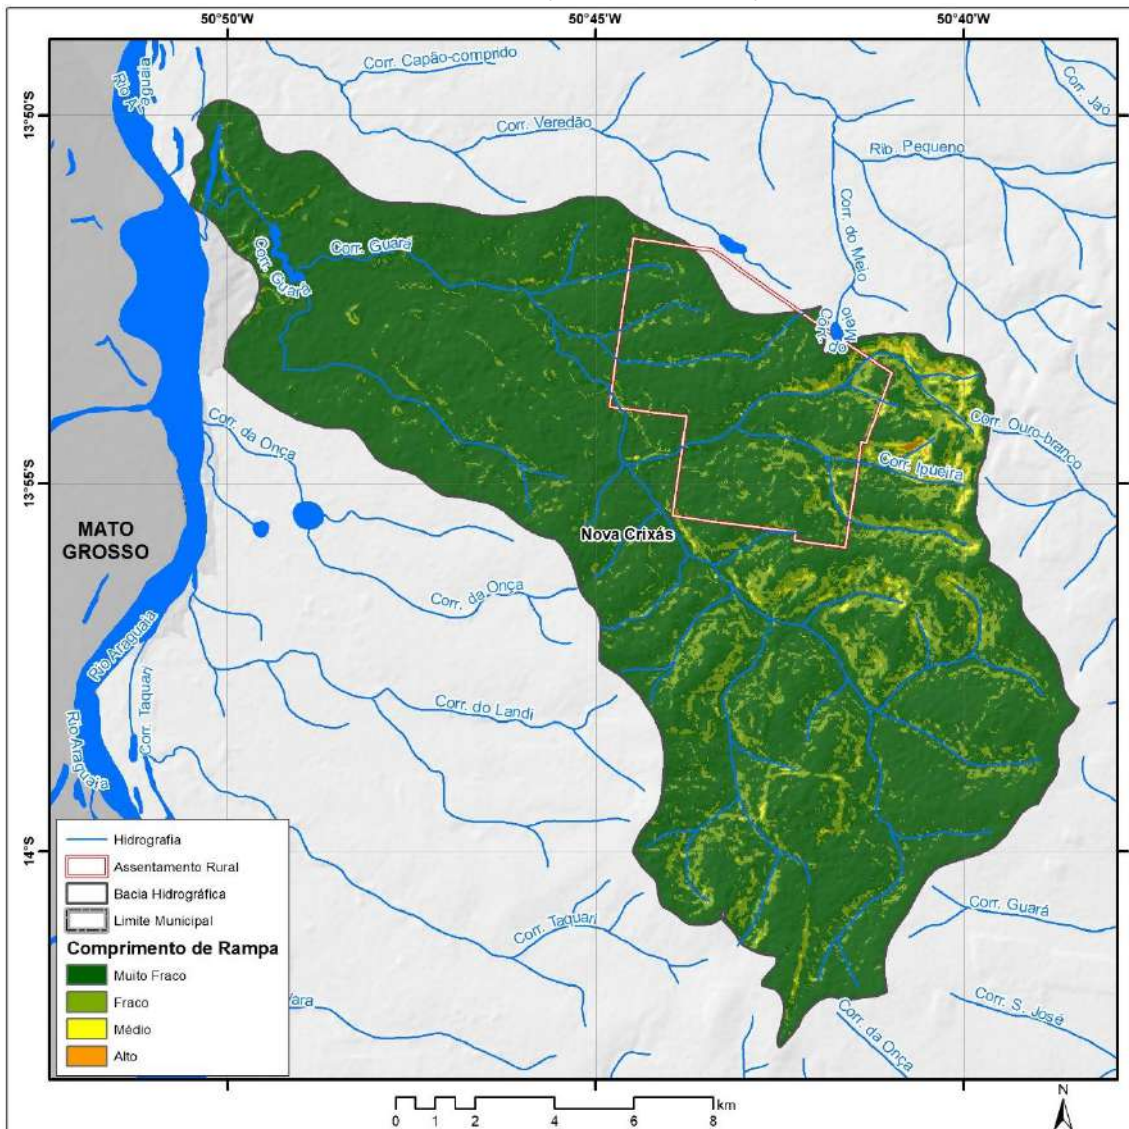 50°50'W
50°45'W
50°40'W
13°50'S
13°55'S
14°S
Corr. Capão-comprido
Corr. Jaó
Corr. Veredão
Rib. Pequeno
Corr. do Meio
Corr. Guará
Corr. Guará
Corr. do Meio
Corr. Ouro-branco
Corr. Ipueira
Corr. da Onça
MATO
GROSSO
Nova Crixás
Corr. da Onça
Rio Araguaia
Corr. Taquari
Rio Araguaia
Corr. do Landi
Corr. Guará
Corr. Taquari
Corr. S. José
Corr. da Onça
Hidrografia
Assentamento Rural
Bacia Hidrográfica
Limite Municipal
Comprimento de Rampa
Muito Fraco
Fraco
Médio
Alto
0 1 2 4 6 8 km
N